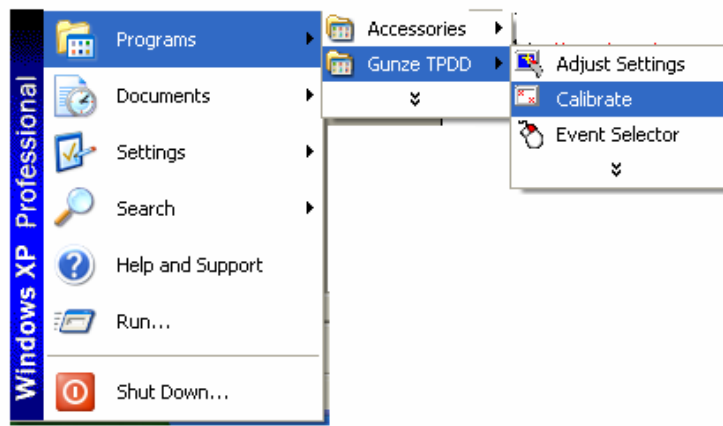 Windows XP Professional
Programs
Documents
Settings
Search
Help and Support
Run...
Shut Down...
Accessories
Gunze TPDD
Adjust Settings
Calibrate
Event Selector